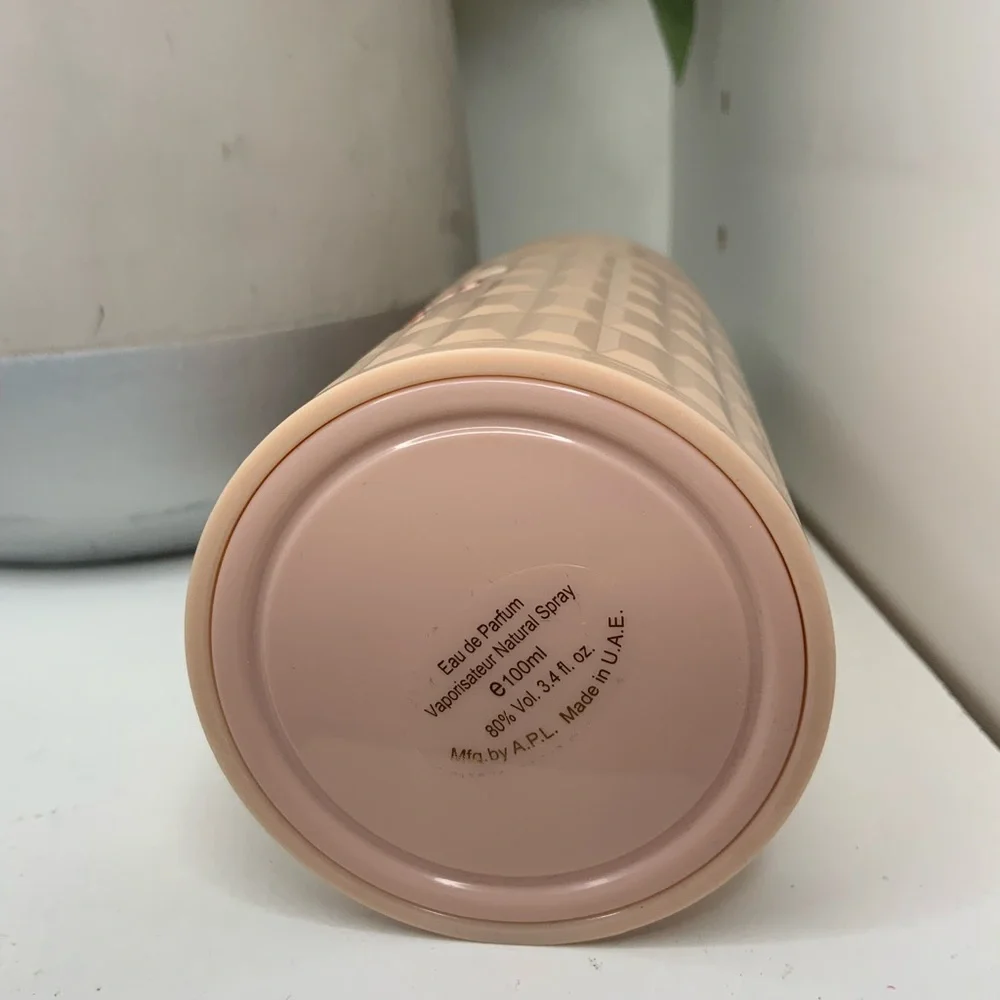 Eau de Parfum
Vaporisateur Natural Spray
℮100ml
80% Vol. 3.4 fl. oz.
Mfg.by A.P.L. Made in U.A.E.